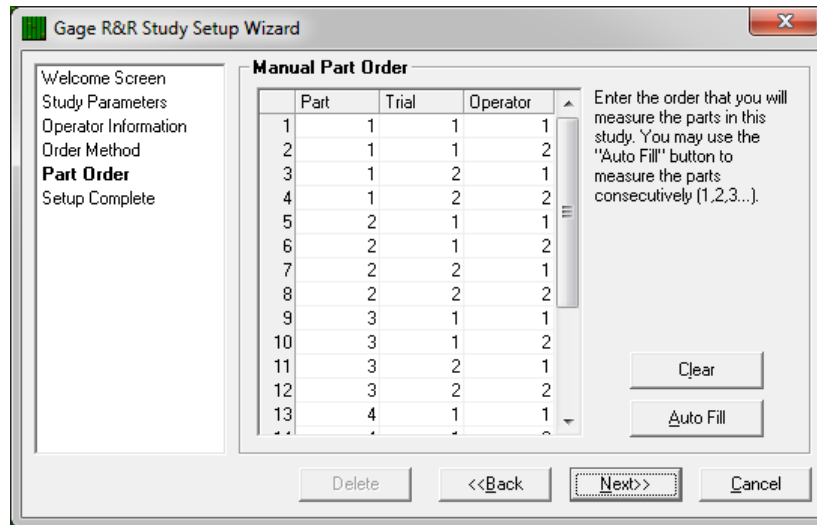 Gage R&R Study Setup Wizard
Welcome Screen
Study Parameters
Operator Information
Order Method
Part Order
Setup Complete
Manual Part Order
Part Trial Operator
1 1 1 1
2 1 1 2
3 1 2 1
4 1 2 2
5 2 1 1
6 2 1 2
7 2 2 1
8 2 2 2
9 3 1 1
10 3 1 2
11 3 2 1
12 3 2 2
13 4 1 1
Enter the order that you will
measure the parts in this
study. You may use the
"Auto Fill" button to
measure the parts
consecutively (1,2,3...).
Clear
Auto Fill
Delete
<<Back
Next>>
Cancel